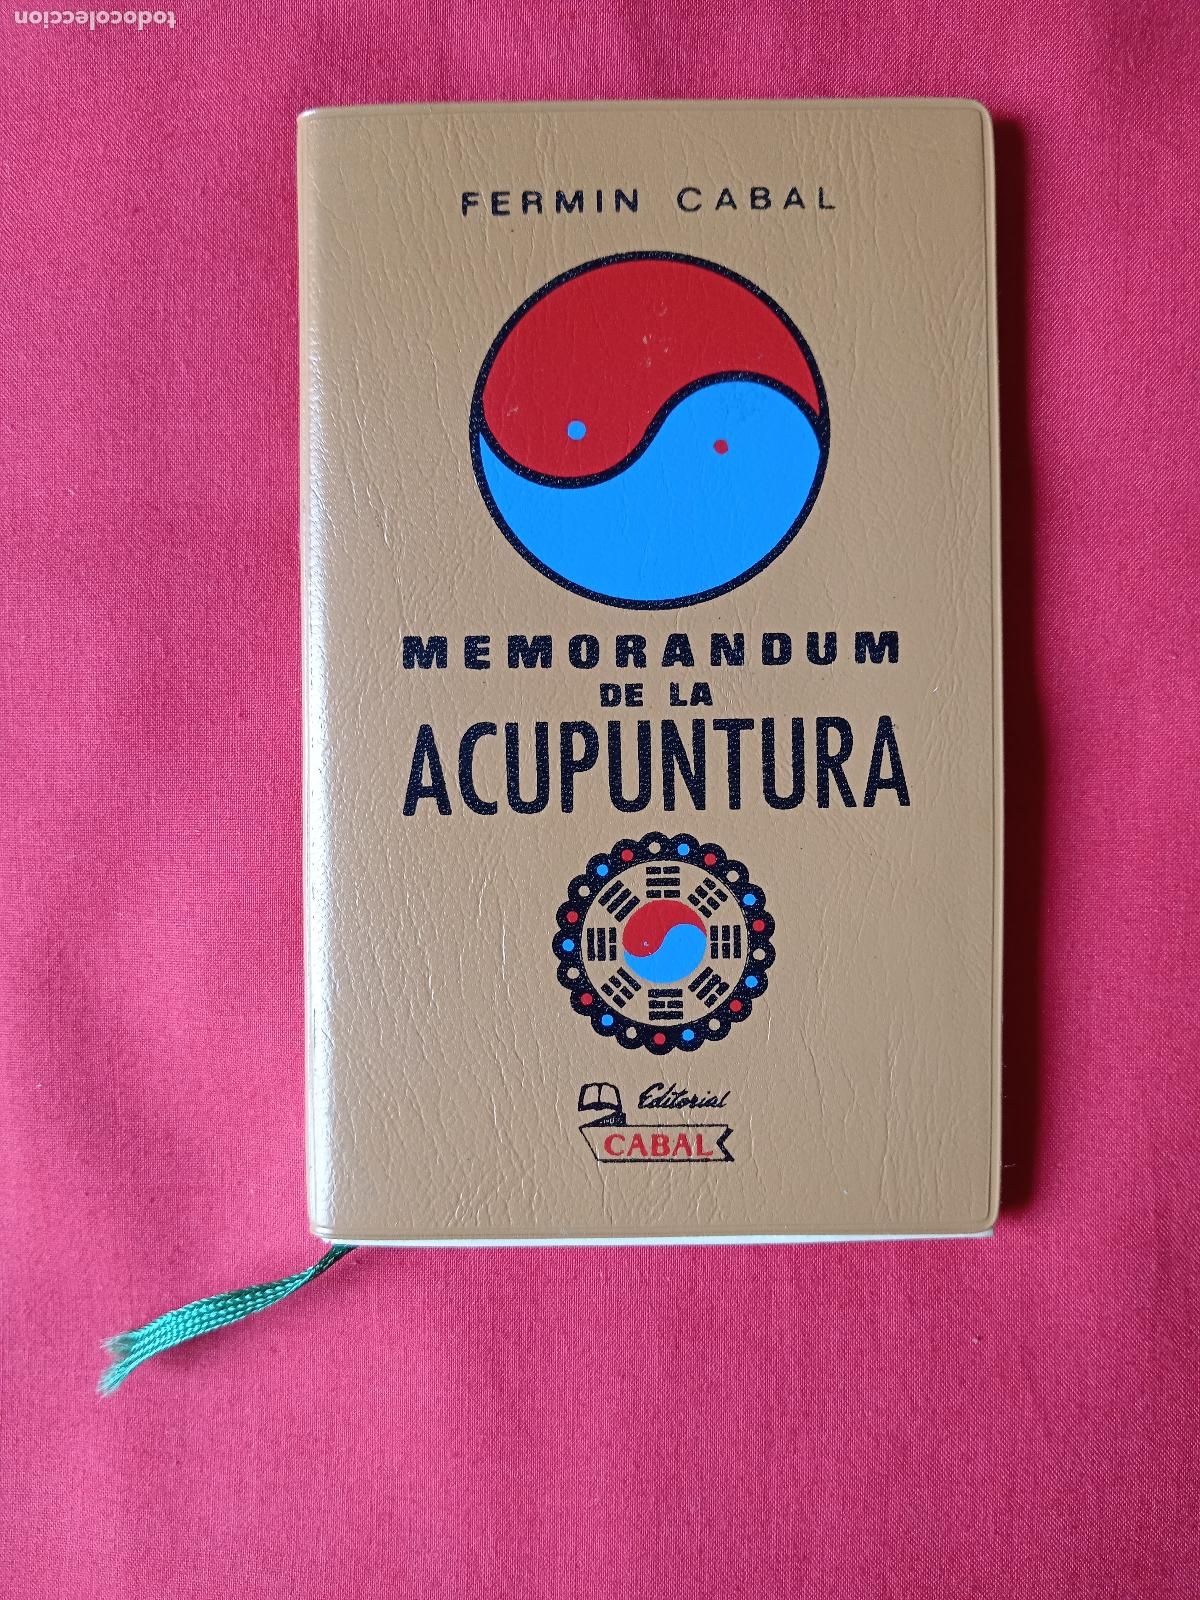 todocoleccion
FERMIN CABAL
MEMORANDUM
DE LA
ACUPUNTURA
Editorial
CABAL